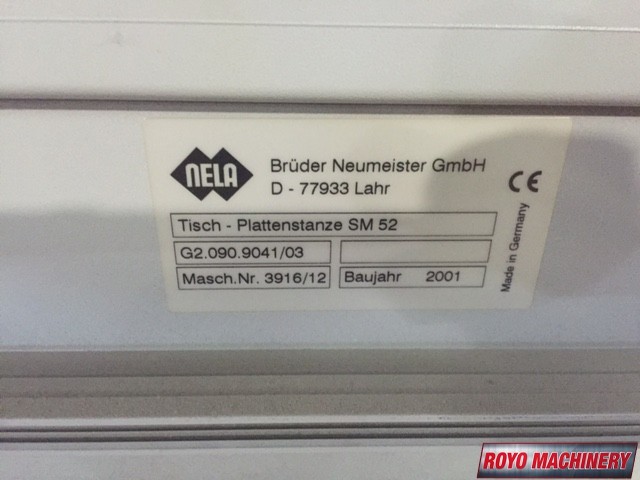 NELA
Brüder Neumeister GmbH
D - 77933 Lahr
CE
Tisch - Plattenstanze SM 52
G2.090.9041/03
Masch.Nr. 3916/12
Baujahr 2001
Made in Germany
ROYO MACHINERY